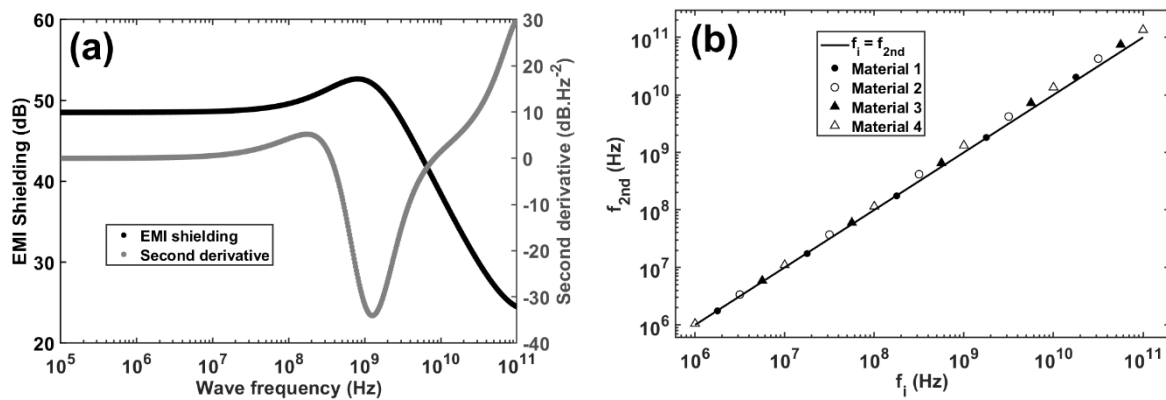 (a)
EMI Shielding (dB)
60
50
40
30
20
EMI shielding
Second derivative
30
20
10
0
-10
-20
-30
-40
Second derivative (dB.Hz⁻²)
10⁵ 10⁶ 10⁷ 10⁸ 10⁹ 10¹⁰ 10¹¹
Wave frequency (Hz)
(b)
f₂ₙd (Hz)
10¹¹
10¹⁰
10⁹
10⁸
10⁷
10⁶
fᵢ = f₂ₙd
Material 1
Material 2
Material 3
Material 4
10⁶ 10⁷ 10⁸ 10⁹ 10¹⁰ 10¹¹
fᵢ (Hz)